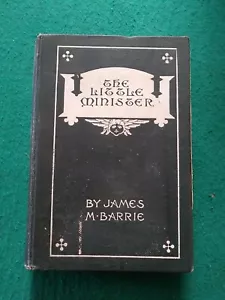 THE
LITTLE
MINISTER
BY JAMES
M·BARRIE